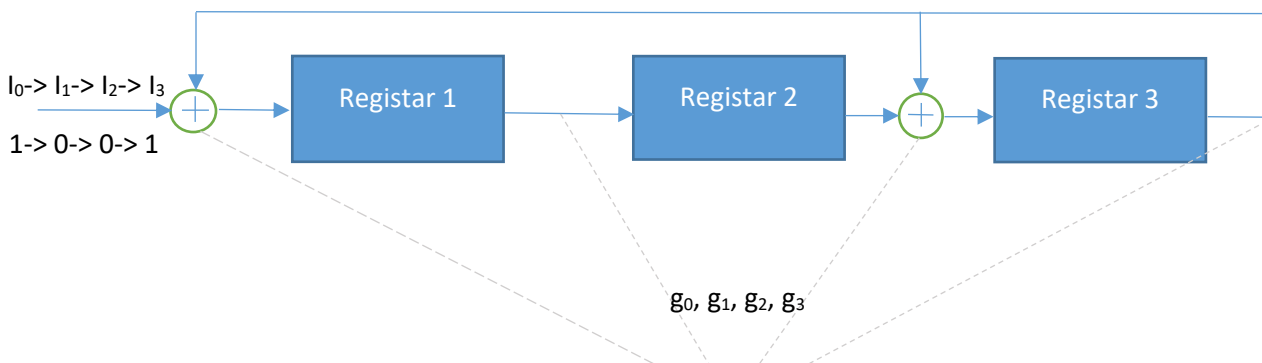 I₀-> I₁-> I₂-> I₃
1-> 0-> 0-> 1
Registar 1
Registar 2
Registar 3
g₀, g₁, g₂, g₃